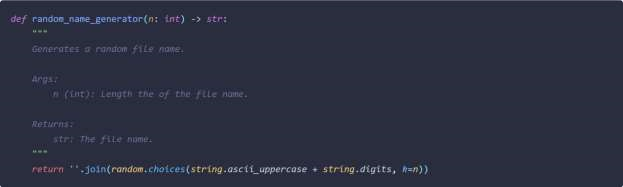 def random_name_generator(n: int) -> str:
    """
    Generates a random file name.

    Args:
        n (int): Length the of the file name.

    Returns:
        str: The file name.
    """
    return ''.join(random.choices(string.ascii_uppercase + string.digits, k=n))